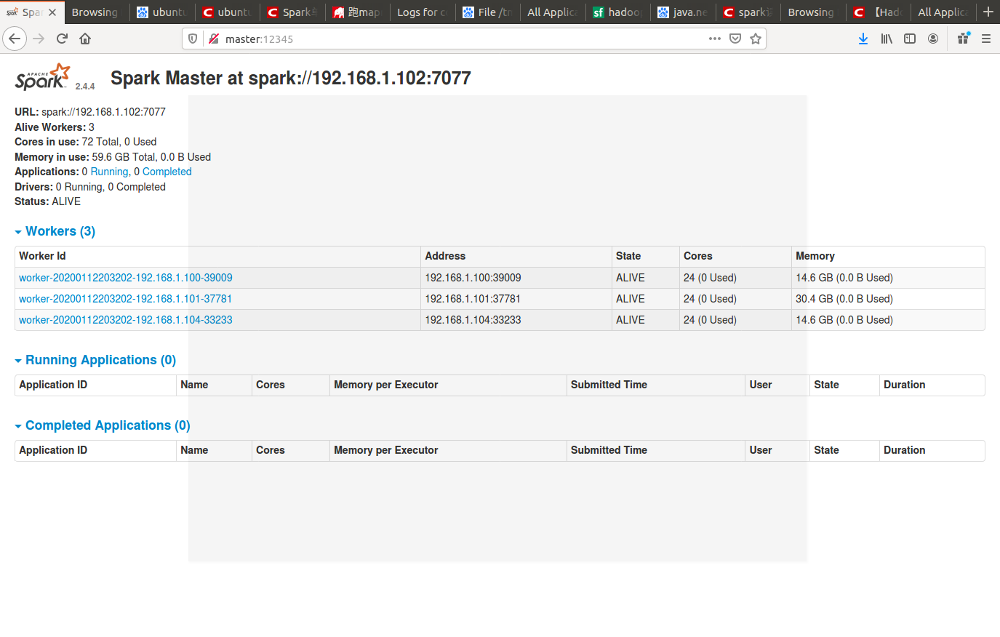 Spar Browsing ubuntu ubuntu Spark 跑map Logs for c File /tm All Applica hadoop java.ne spark Browsing 【Had All Applica
master:12345
APACHE Spark 2.4.4 Spark Master at spark://192.168.1.102:7077
URL: spark://192.168.1.102:7077
Alive Workers: 3
Cores in use: 72 Total, 0 Used
Memory in use: 59.6 GB Total, 0.0 B Used
Applications: 0 Running, 0 Completed
Drivers: 0 Running, 0 Completed
Status: ALIVE
Workers (3)
Worker Id Address State Cores Memory
worker-20200112203202-192.168.1.100-39009 192.168.1.100:39009 ALIVE 24 (0 Used) 14.6 GB (0.0 B Used)
worker-20200112203202-192.168.1.101-37781 192.168.1.101:37781 ALIVE 24 (0 Used) 30.4 GB (0.0 B Used)
worker-20200112203202-192.168.1.104-33233 192.168.1.104:33233 ALIVE 24 (0 Used) 14.6 GB (0.0 B Used)
Running Applications (0)
Application ID Name Cores Memory per Executor Submitted Time User State Duration
Completed Applications (0)
Application ID Name Cores Memory per Executor Submitted Time User State Duration